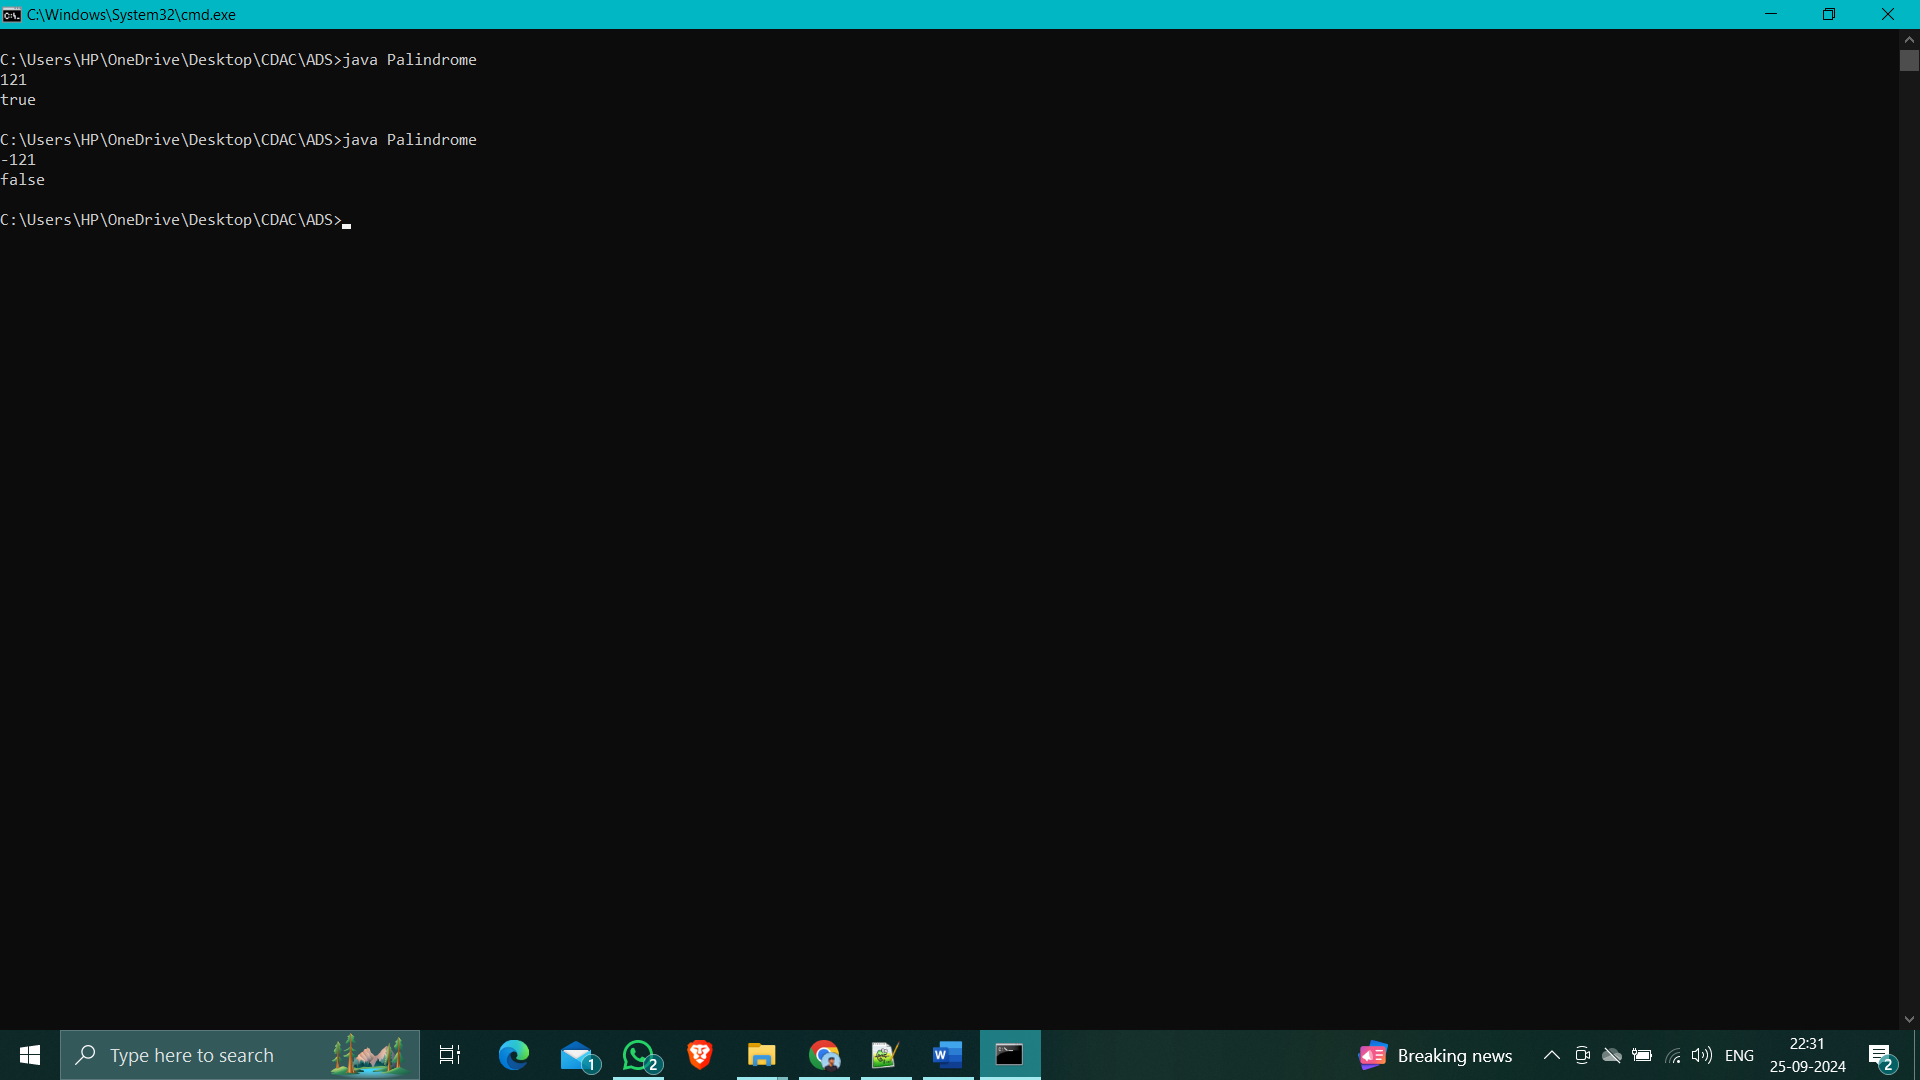 C:\Windows\System32\cmd.exe
C:\Users\HP\OneDrive\Desktop\CDAC\ADS>java Palindrome
121
true
C:\Users\HP\OneDrive\Desktop\CDAC\ADS>java Palindrome
-121
false
C:\Users\HP\OneDrive\Desktop\CDAC\ADS>
Type here to search
1
2
Breaking news
ENG
22:31
25-09-2024
2